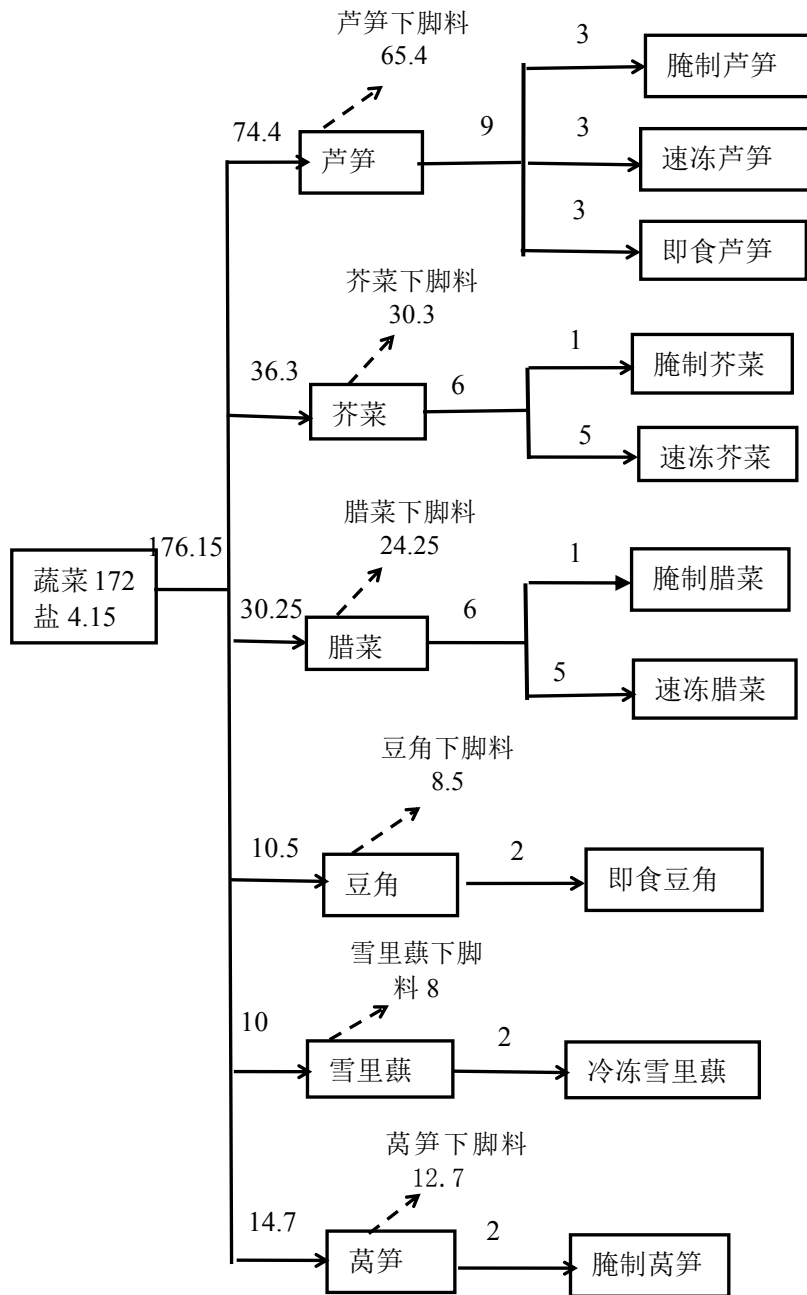 芦笋下脚料
65.4
3
腌制芦笋
74.4
芦笋
9
3
速冻芦笋
3
即食芦笋
芥菜下脚料
30.3
36.3
芥菜
6
1
腌制芥菜
5
速冻芥菜
蔬菜 172
盐 4.15
176.15
腊菜下脚料
24.25
30.25
腊菜
6
1
腌制腊菜
5
速冻腊菜
豆角下脚料
8.5
10.5
豆角
2
即食豆角
雪里蕻下脚
料 8
10
雪里蕻
2
冷冻雪里蕻
莴笋下脚料
12.7
14.7
莴笋
2
腌制莴笋